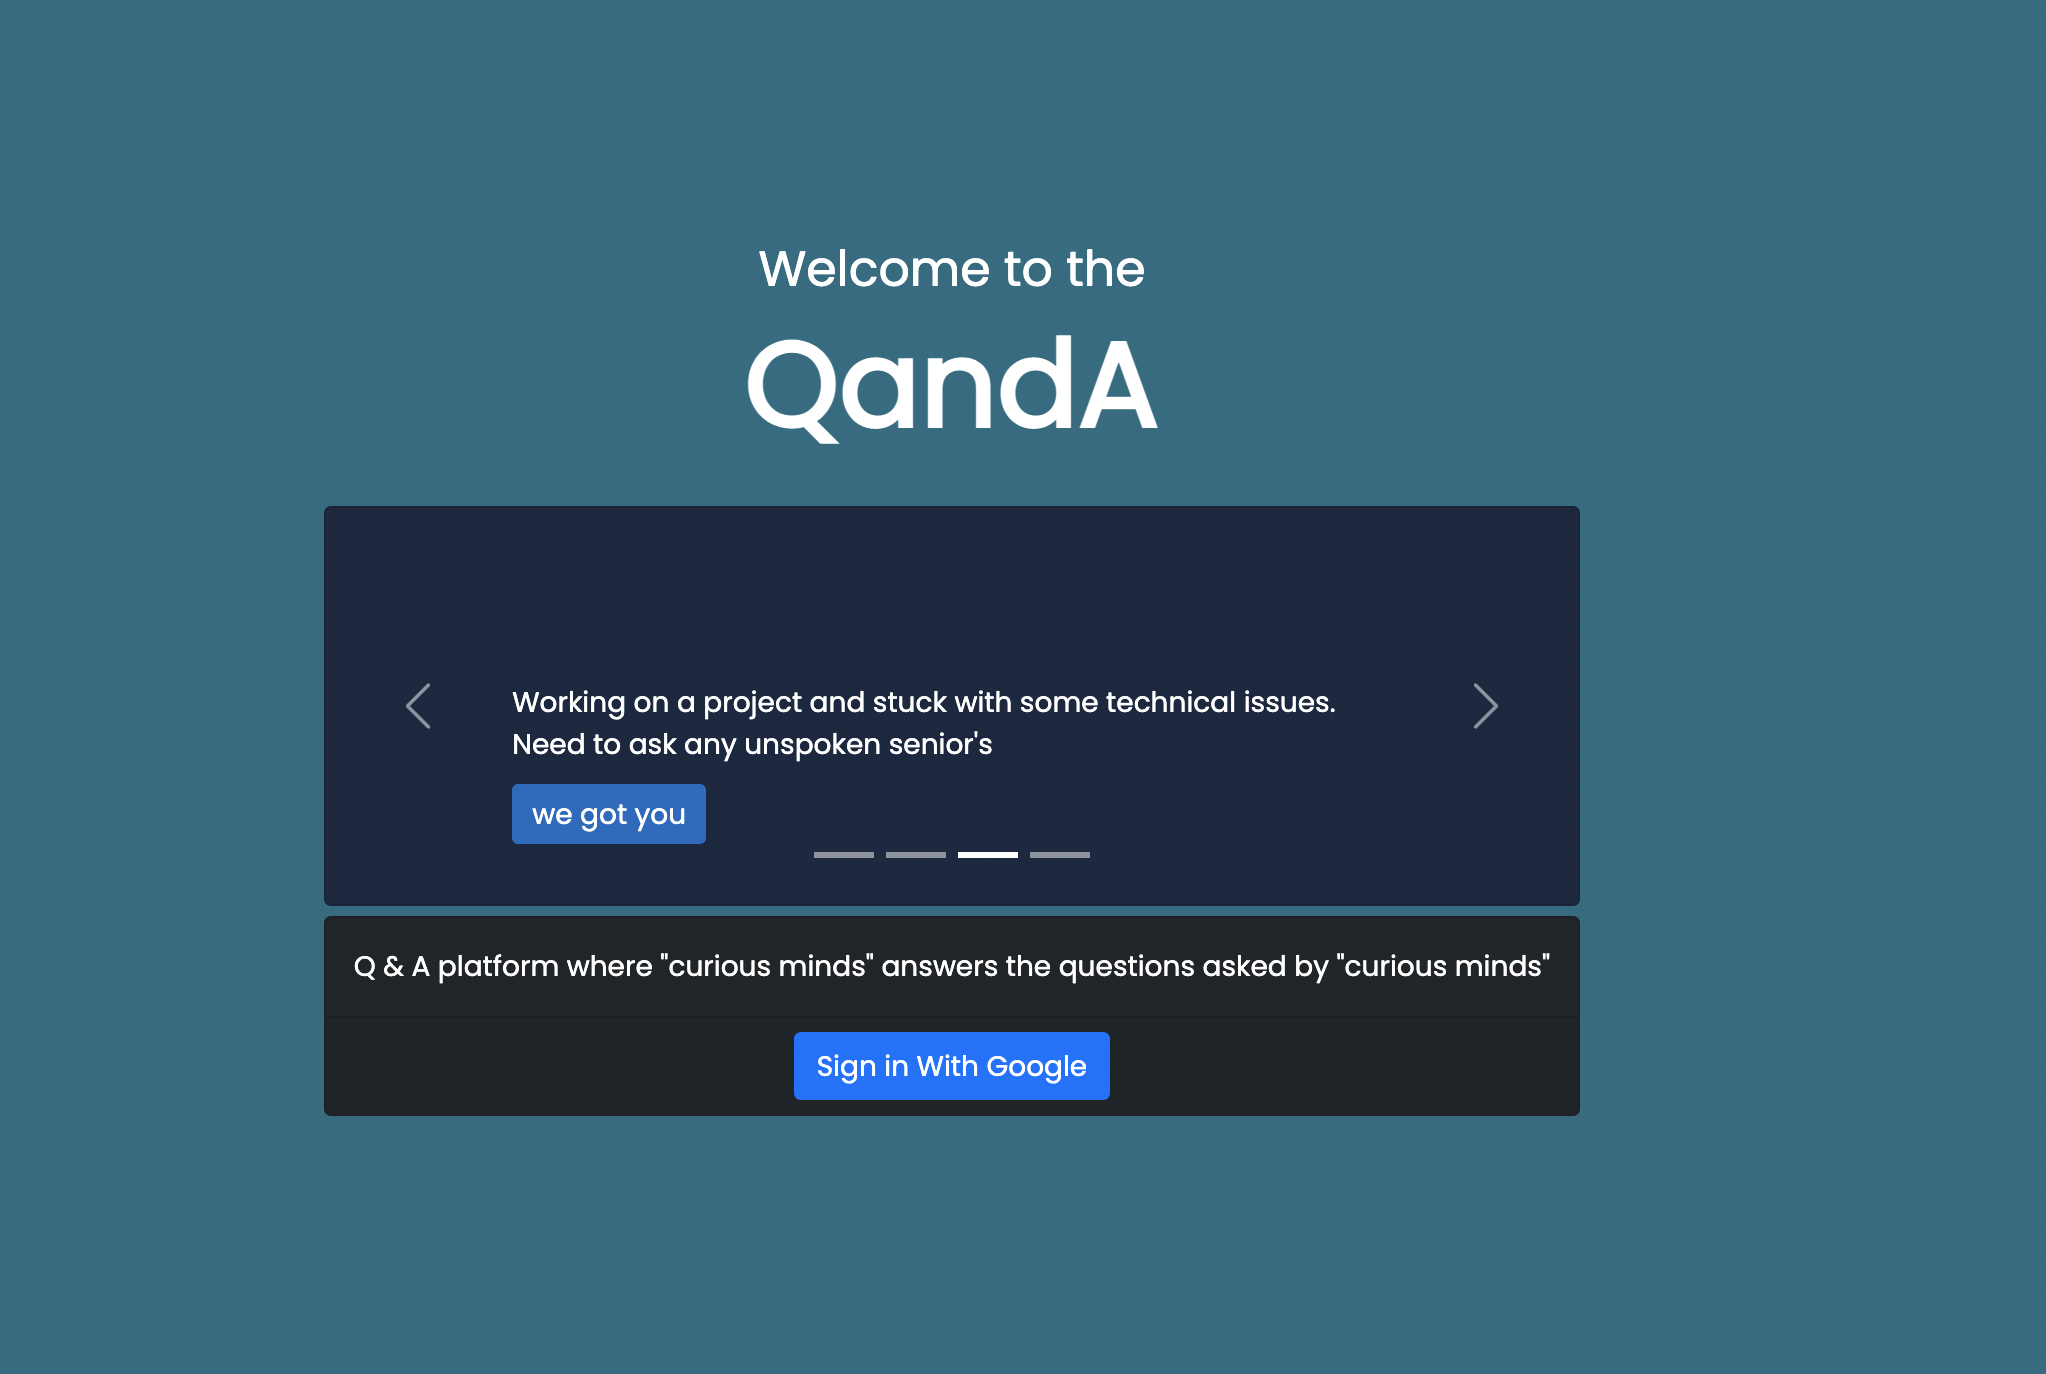 Welcome to the
QandA
Working on a project and stuck with some technical issues.
Need to ask any unspoken senior's
we got you
Q & A platform where "curious minds" answers the questions asked by "curious minds"
Sign in With Google